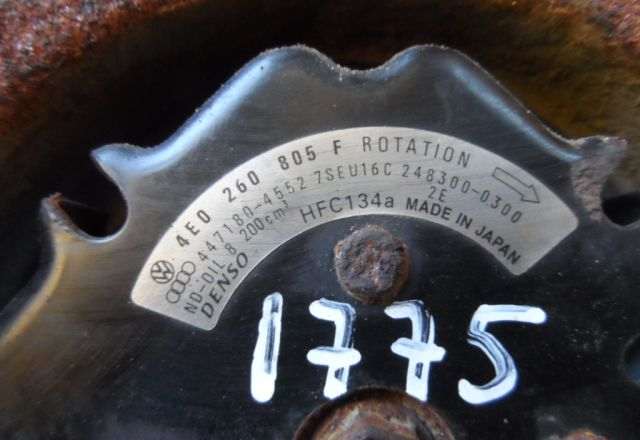 4E0 260 805 F ROTATION
447180-4552 7SEU16C 248300-0300
2E
ND-OIL 8 200cm³ HFC134a MADE IN JAPAN
DENSO
1775